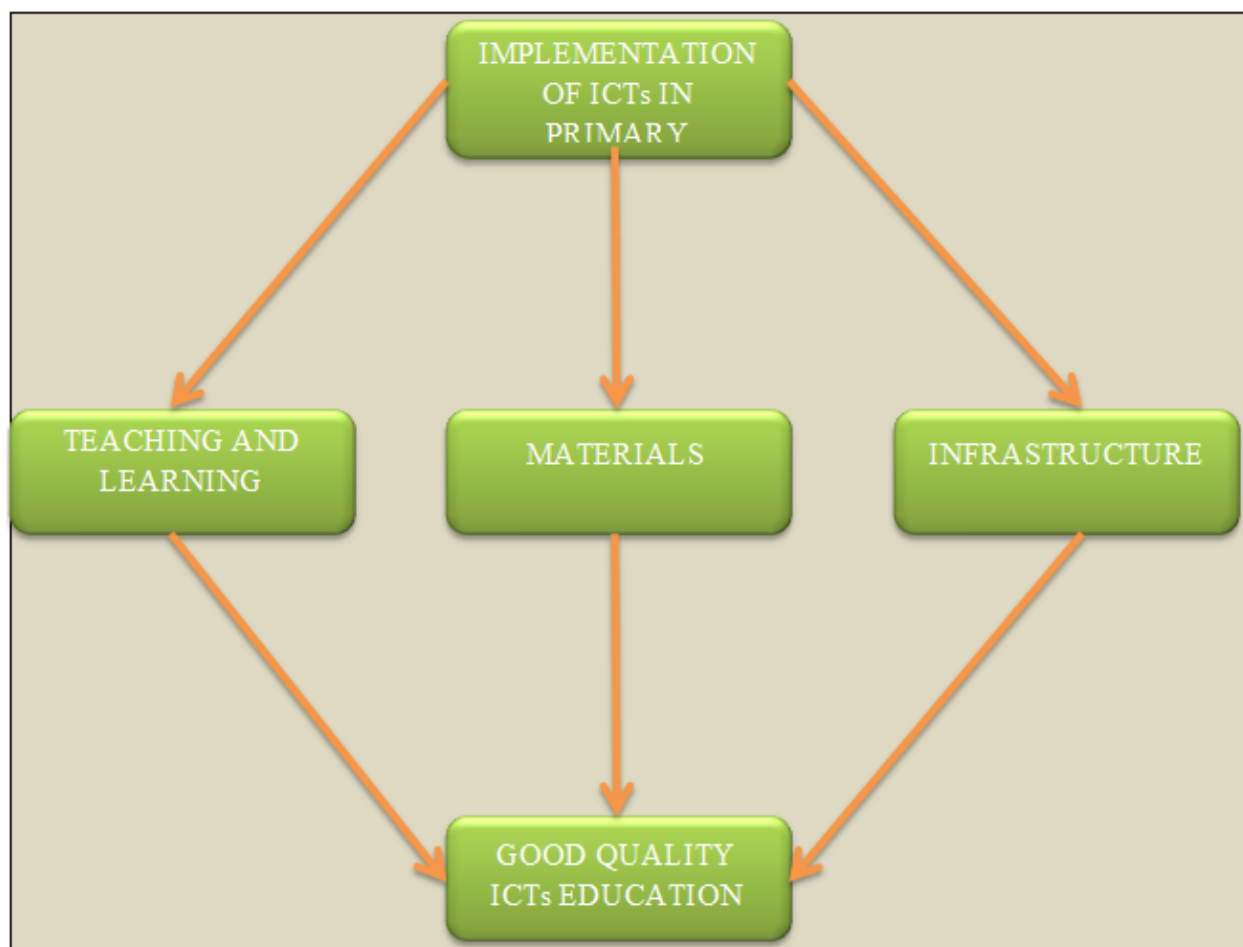 IMPLEMENTATION
OF ICTs IN
PRIMARY
TEACHING AND
LEARNING
MATERIALS
INFRASTRUCTURE
GOOD QUALITY
ICTs EDUCATION